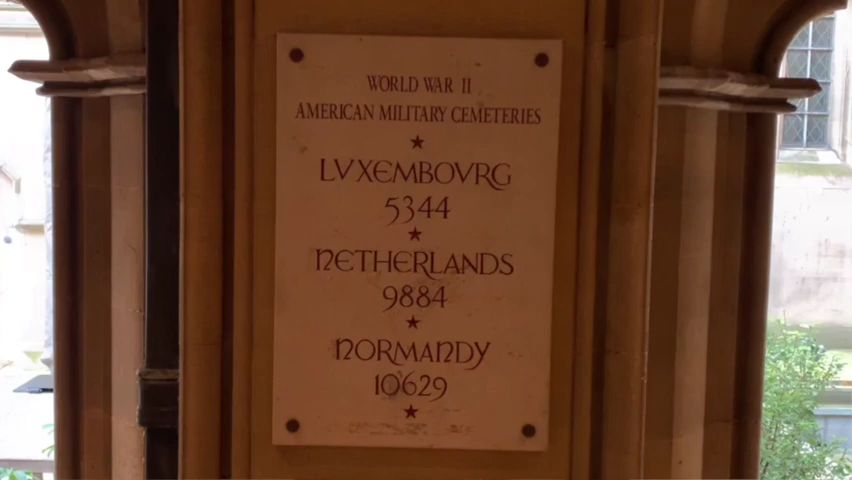 WORLD WAR II
AMERICAN MILITARY CEMETERIES
LVXEMBOVRG
5344
NETHERLANDS
9884
NORMANDY
10629